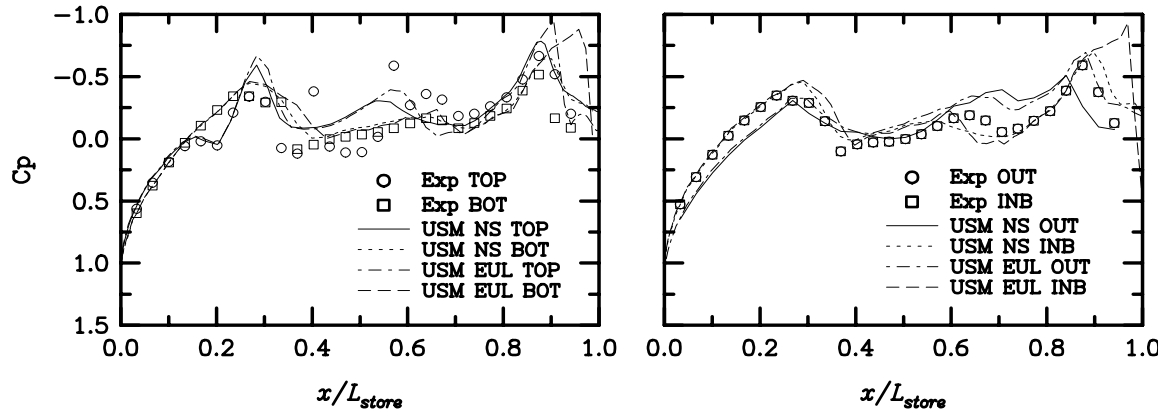 −1.0
−0.5
0.0
0.5
1.0
1.5
Cp
Exp TOP
Exp BOT
USM NS TOP
USM NS BOT
USM EUL TOP
USM EUL BOT
0.0 0.2 0.4 0.6 0.8 1.0
x/Lstore
Exp OUT
Exp INB
USM NS OUT
USM NS INB
USM EUL OUT
USM EUL INB
0.0 0.2 0.4 0.6 0.8 1.0
x/Lstore